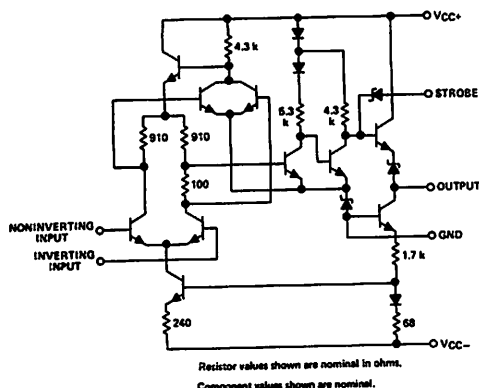 VCC+
4.3 k
STROBE
5.3 k
4.3 k
910
910
100
OUTPUT
NONINVERTING INPUT
GND
INVERTING INPUT
1.7 k
240
68
VCC−
Resistor values shown are nominal in ohms.
Component values shown are nominal.